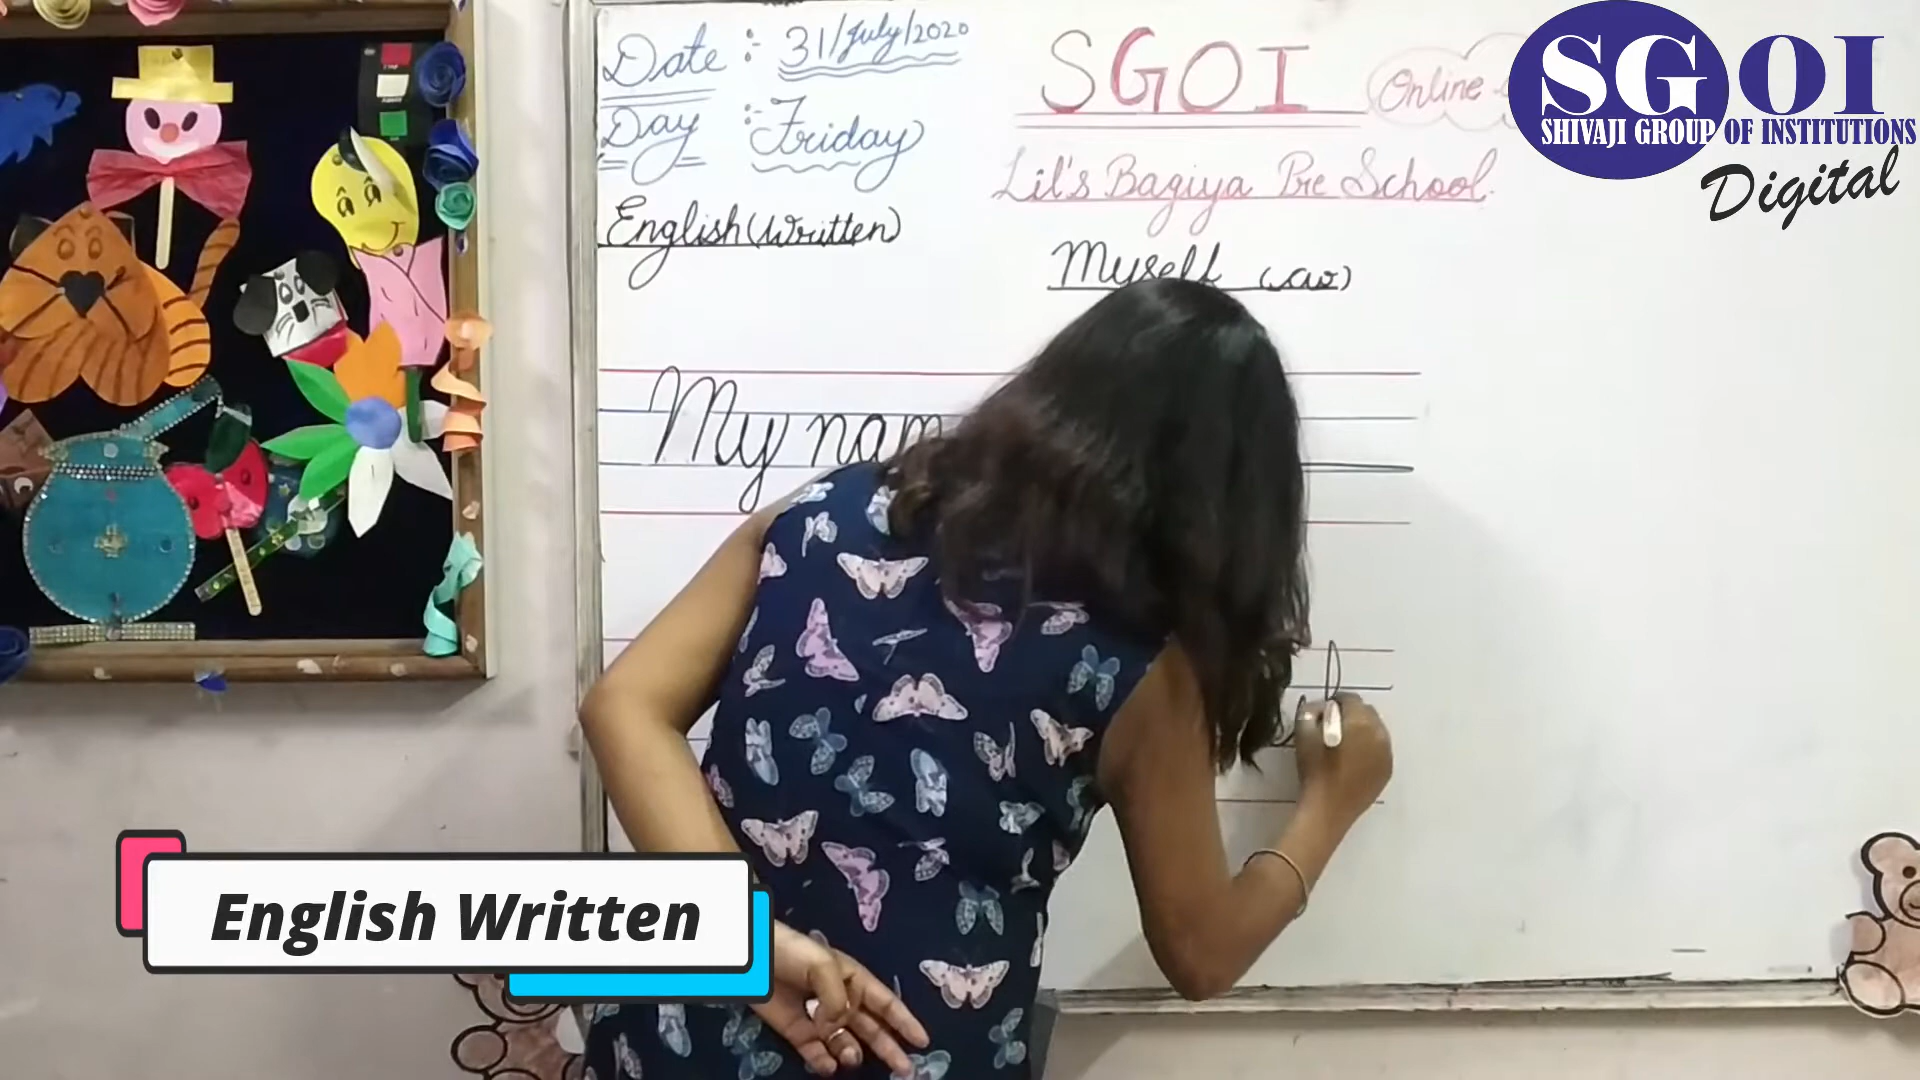 Date :- 31/July/2020
Day :- Friday
English (Written)
SGOI
Online
Lil's Bagiya Pre School.
Myself
My nam
SGOI
SHIVAJI GROUP OF INSTITUTIONS
Digital
English Written